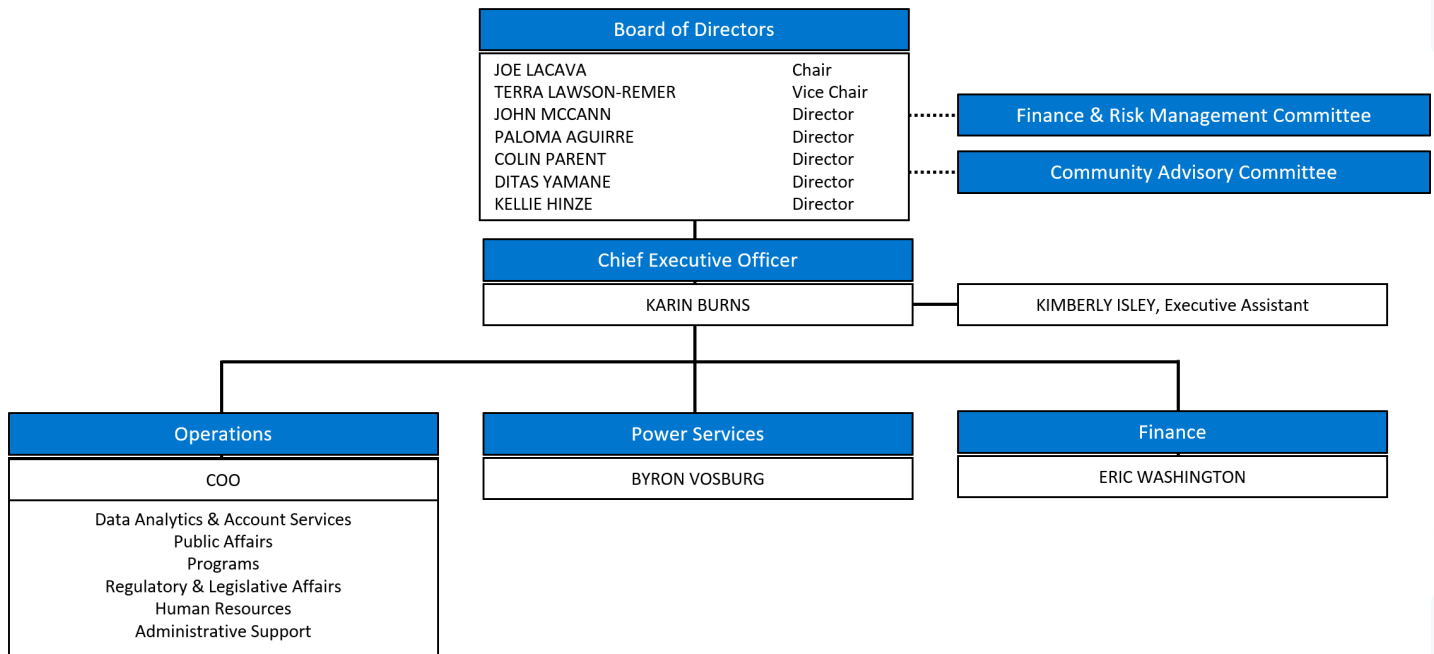 Board of Directors
JOE LACAVA Chair
TERRA LAWSON-REMER Vice Chair
JOHN MCCANN Director
PALOMA AGUIRRE Director
COLIN PARENT Director
DITAS YAMANE Director
KELLIE HINZE Director
Finance & Risk Management Committee
Community Advisory Committee
Chief Executive Officer
KARIN BURNS
KIMBERLY ISLEY, Executive Assistant
Operations
COO
Data Analytics & Account Services
Public Affairs
Programs
Regulatory & Legislative Affairs
Human Resources
Administrative Support
Power Services
BYRON VOSBURG
Finance
ERIC WASHINGTON